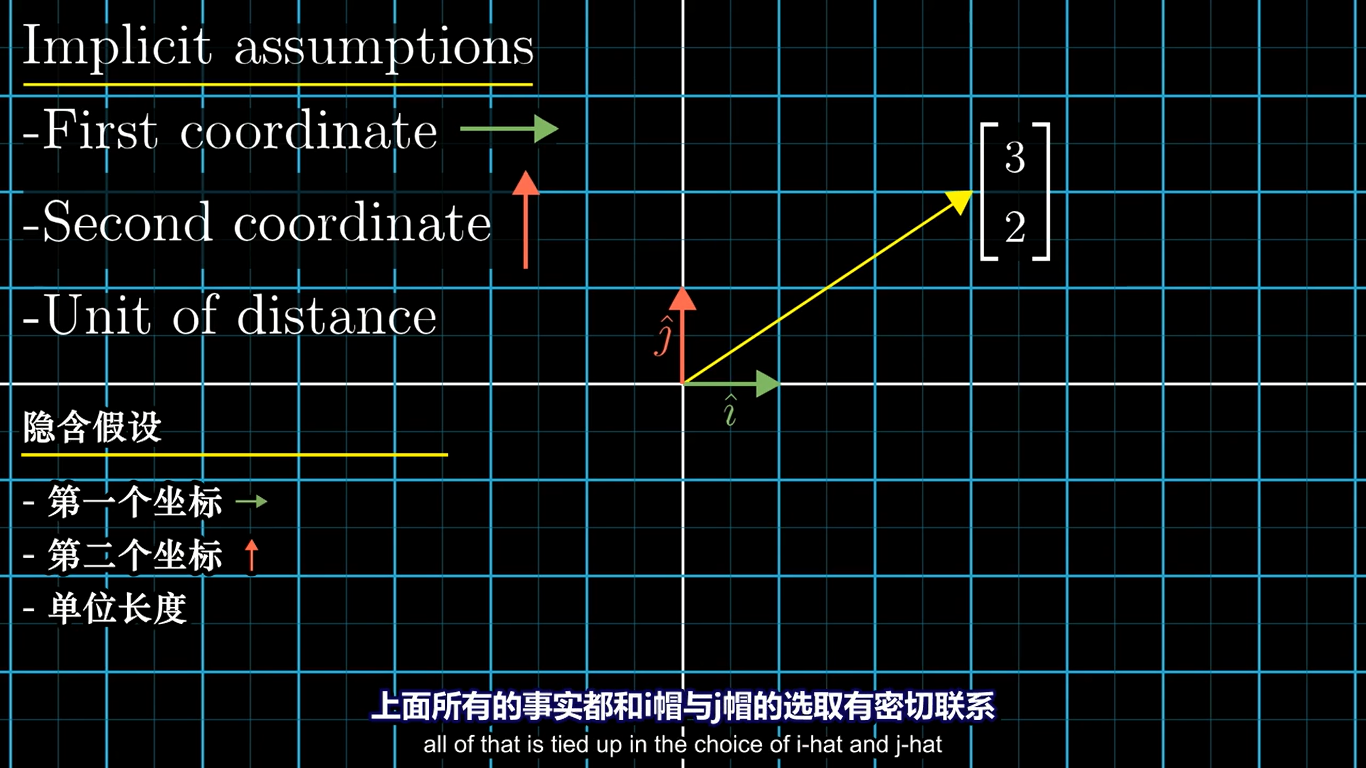 Implicit assumptions
-First coordinate
-Second coordinate
-Unit of distance
3
2
ĵ
î
隐含假设
- 第一个坐标
- 第二个坐标
- 单位长度
上面所有的事实都和i帽与j帽的选取有密切联系
all of that is tied up in the choice of i-hat and j-hat